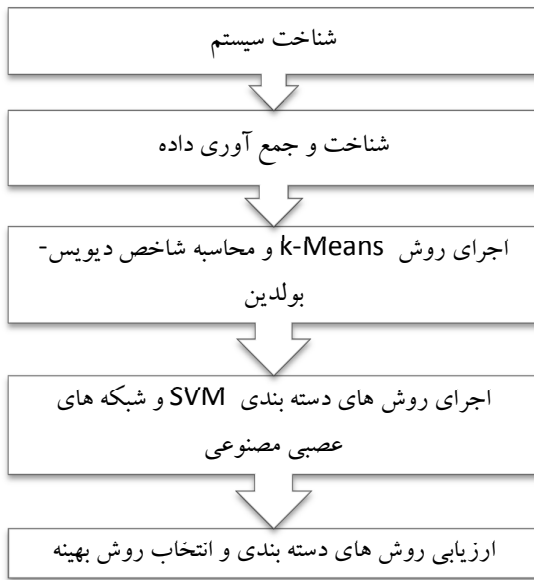 شناخت سیستم
شناخت و جمع آوری داده
اجرای روش k-Means و محاسبه شاخص دیویس-
بولدین
اجرای روش های دسته بندی SVM و شبکه های
عصبی مصنوعی
ارزیابی روش های دسته بندی و انتخاب روش بهینه